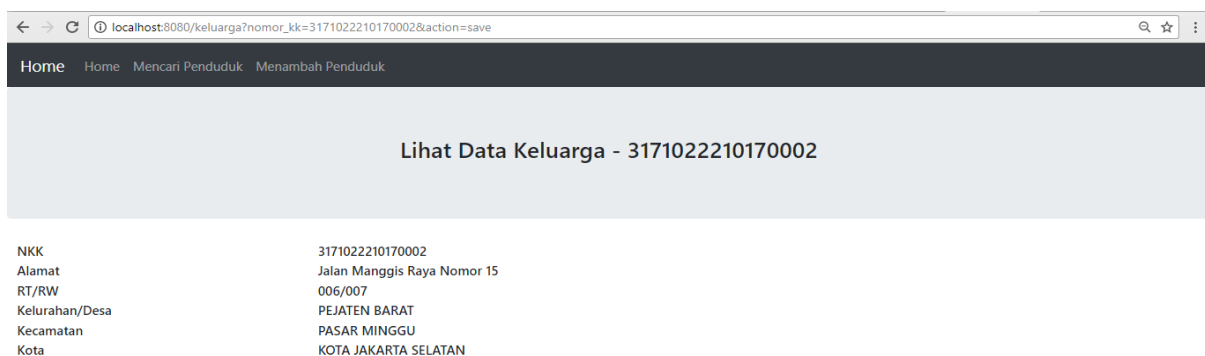 localhost:8080/keluarga?nomor_kk=3171022210170002&action=save
Home Home Mencari Penduduk Menambah Penduduk
Lihat Data Keluarga - 3171022210170002
NKK 3171022210170002
Alamat Jalan Manggis Raya Nomor 15
RT/RW 006/007
Kelurahan/Desa PEJATEN BARAT
Kecamatan PASAR MINGGU
Kota KOTA JAKARTA SELATAN